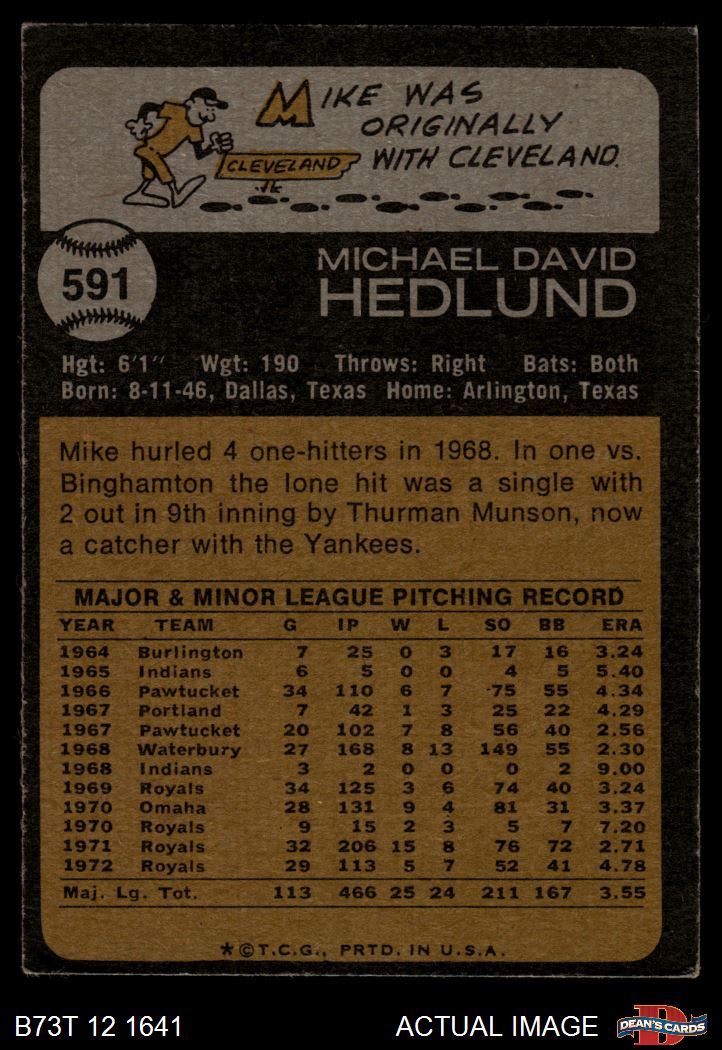 MIKE WAS
ORIGINALLY
WITH CLEVELAND.
CLEVELAND
591
MICHAEL DAVID
HEDLUND
Hgt: 6'1" Wgt: 190 Throws: Right Bats: Both
Born: 8-11-46, Dallas, Texas Home: Arlington, Texas
Mike hurled 4 one-hitters in 1968. In one vs.
Binghamton the lone hit was a single with
2 out in 9th inning by Thurman Munson, now
a catcher with the Yankees.
MAJOR & MINOR LEAGUE PITCHING RECORD
YEAR TEAM G IP W L SO BB ERA
1964 Burlington 7 25 0 3 17 16 3.24
1965 Indians 6 5 0 0 4 5 5.40
1966 Pawtucket 34 110 6 7 75 55 4.34
1967 Portland 7 42 1 3 25 22 4.29
1967 Pawtucket 20 102 7 8 56 40 2.56
1968 Waterbury 27 168 8 13 149 55 2.30
1968 Indians 3 2 0 0 0 2 9.00
1969 Royals 34 125 3 6 74 40 3.24
1970 Omaha 28 131 9 4 81 31 3.37
1970 Royals 9 15 2 3 5 7 7.20
1971 Royals 32 206 15 8 76 72 2.71
1972 Royals 29 113 5 7 52 41 4.78
Maj. Lg. Tot. 113 466 25 24 211 167 3.55
*©T.C.G., PRTD. IN U.S.A.
B73T 12 1641 ACTUAL IMAGE
DEAN'S CARDS